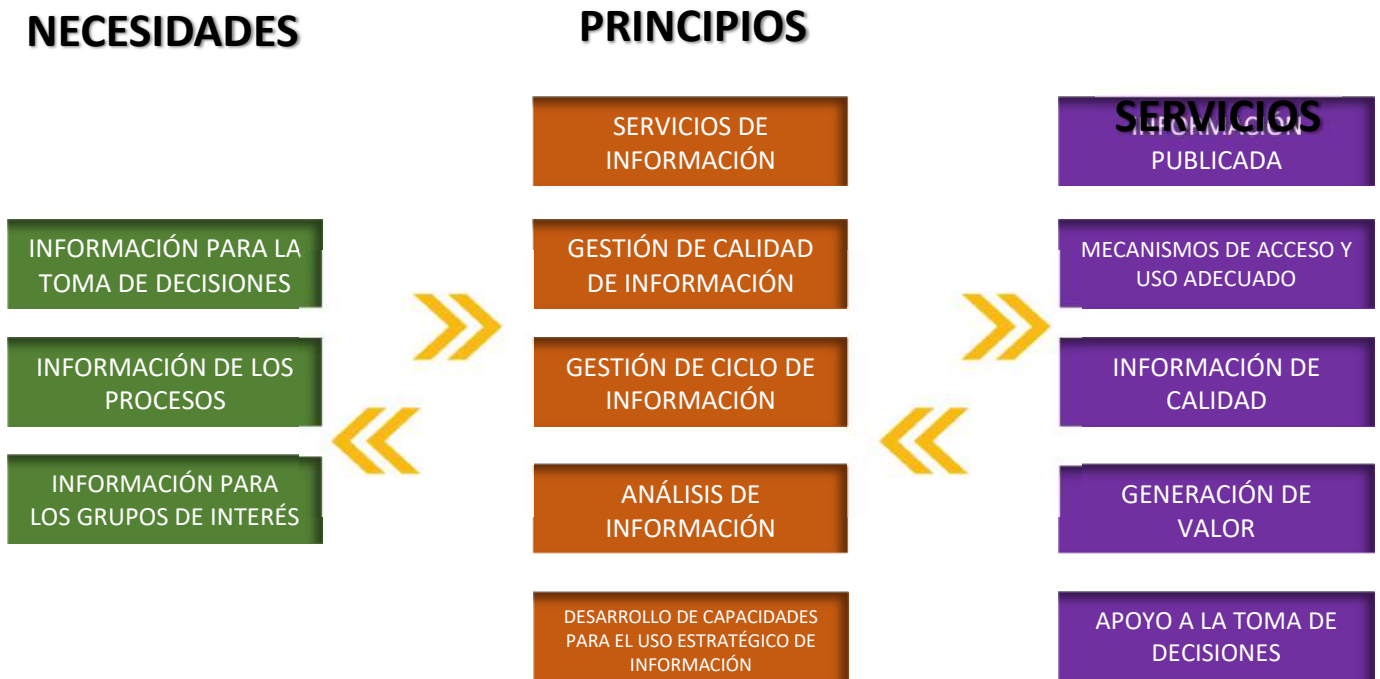 NECESIDADES
INFORMACIÓN PARA LA
TOMA DE DECISIONES
INFORMACIÓN DE LOS
PROCESOS
INFORMACIÓN PARA
LOS GRUPOS DE INTERÉS
PRINCIPIOS
SERVICIOS DE
INFORMACIÓN
GESTIÓN DE CALIDAD
DE INFORMACIÓN
GESTIÓN DE CICLO DE
INFORMACIÓN
ANÁLISIS DE
INFORMACIÓN
DESARROLLO DE CAPACIDADES
PARA EL USO ESTRATÉGICO DE
INFORMACIÓN
SERVICIOS
INFORMACIÓN
PUBLICADA
MECANISMOS DE ACCESO Y
USO ADECUADO
INFORMACIÓN DE
CALIDAD
GENERACIÓN DE
VALOR
APOYO A LA TOMA DE
DECISIONES